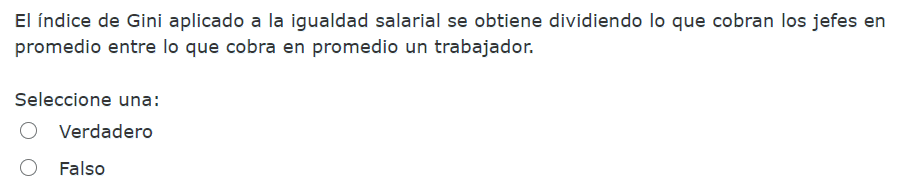 El índice de Gini aplicado a la igualdad salarial se obtiene dividiendo lo que cobran los jefes en
promedio entre lo que cobra en promedio un trabajador.
Seleccione una:
Verdadero
Falso